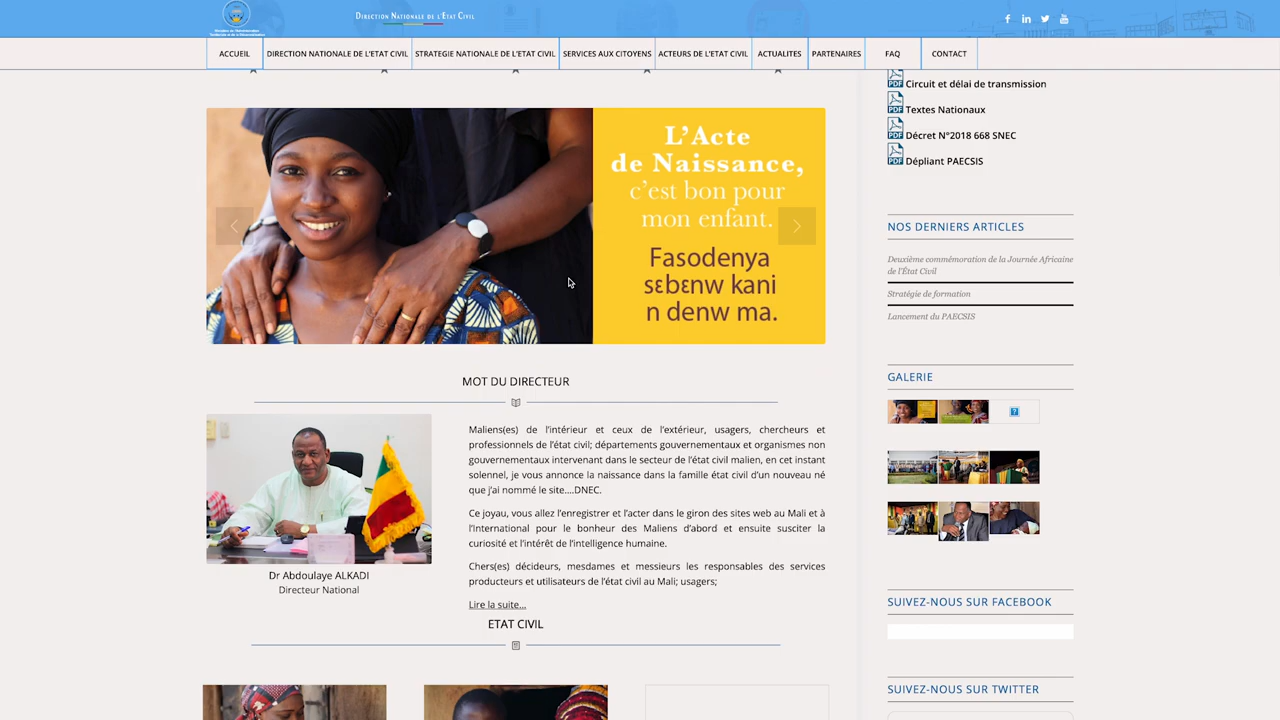 DIRECTION NATIONALE DE L'ETAT CIVIL
ACCUEIL
DIRECTION NATIONALE DE L'ETAT CIVIL
STRATEGIE NATIONALE DE L'ETAT CIVIL
SERVICES AUX CITOYENS
ACTEURS DE L'ETAT CIVIL
ACTUALITES
PARTENAIRES
FAQ
CONTACT
L'Acte
de Naissance,
c'est bon pour
mon enfant.
Fasodenya
sɛbɛnw kani
n denw ma.
MOT DU DIRECTEUR
Maliens(es) de l'intérieur et ceux de l'extérieur, usagers, chercheurs et
professionnels de l'état civil; départements gouvernementaux et organismes non
gouvernementaux intervenant dans le secteur de l'état civil malien, en cet instant
solennel, je vous annonce la naissance dans la famille état civil d'un nouveau né
que j'ai nommé le site....DNEC.
Ce joyau, vous allez l'enregistrer et l'acter dans le giron des sites web au Mali et à
l'International pour le bonheur des Maliens d'abord et ensuite susciter la
curiosité et l'intérêt de l'intelligence humaine.
Chers(es) décideurs, mesdames et messieurs les responsables des services
producteurs et utilisateurs de l'état civil au Mali; usagers;
Lire la suite...
Dr Abdoulaye ALKADI
Directeur National
ETAT CIVIL
PDF Circuit et délai de transmission
PDF Textes Nationaux
PDF Décret N°2018 668 SNEC
PDF Dépliant PAECSIS
NOS DERNIERS ARTICLES
Deuxième commémoration de la Journée Africaine
de l'État Civil
Stratégie de formation
Lancement du PAECSIS
GALERIE
SUIVEZ-NOUS SUR FACEBOOK
SUIVEZ-NOUS SUR TWITTER